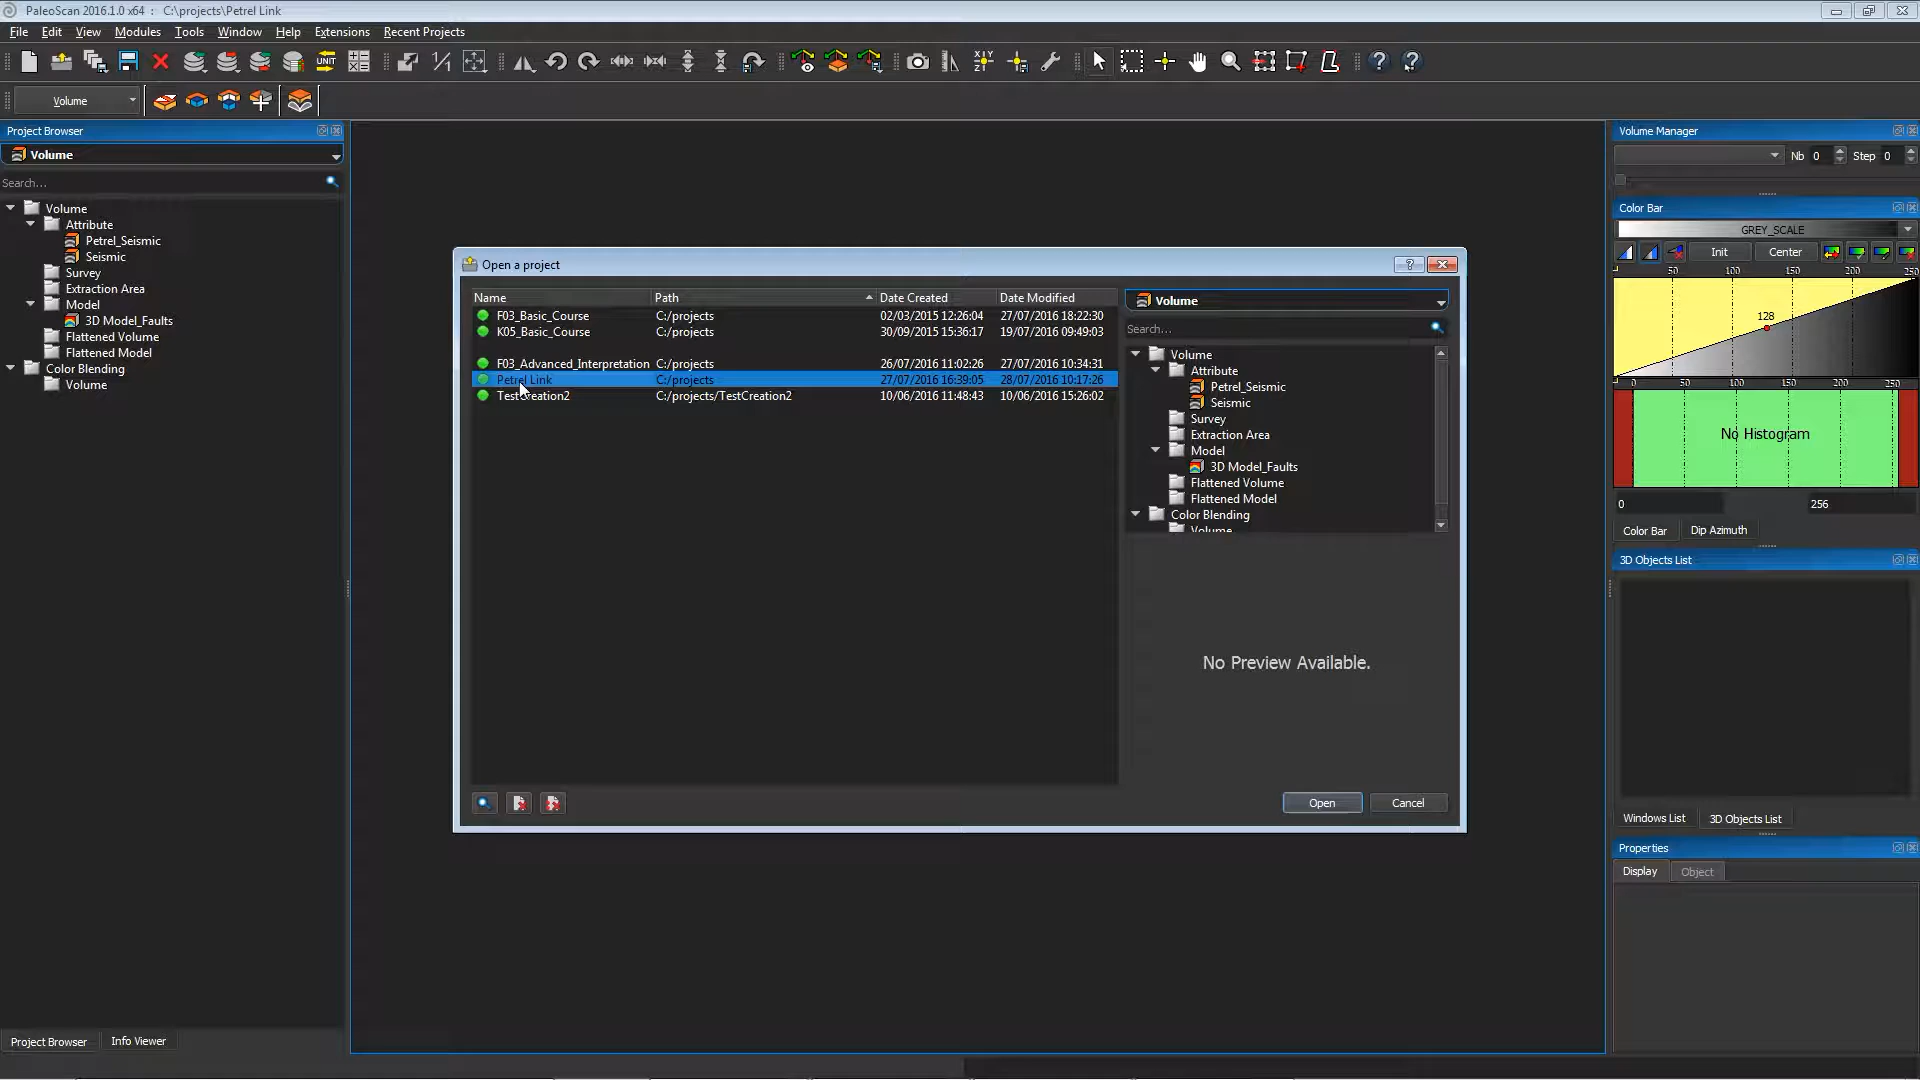 PaleoScan 2016.1.0 x64 : C:\projects\Petrel Link
File Edit View Modules Tools Window Help Extensions Recent Projects
UNIT
Volume
Project Browser
Volume
Search...
Volume
Attribute
Petrel_Seismic
Seismic
Survey
Extraction Area
Model
3D Model_Faults
Flattened Volume
Flattened Model
Color Blending
Volume
Project Browser Info Viewer
Open a project
Name Path Date Created Date Modified
F03_Basic_Course C:/projects 02/03/2015 12:26:04 27/07/2016 18:22:30
K05_Basic_Course C:/projects 30/09/2015 15:36:17 19/07/2016 09:49:03
F03_Advanced_Interpretation C:/projects 26/07/2016 11:02:26 27/07/2016 10:34:31
Petrel Link C:/projects 27/07/2016 16:39:05 28/07/2016 10:17:26
TestCreation2 C:/projects/TestCreation2 10/06/2016 11:48:43 10/06/2016 15:26:02
Volume
Search...
Volume
Attribute
Petrel_Seismic
Seismic
Survey
Extraction Area
Model
3D Model_Faults
Flattened Volume
Flattened Model
Color Blending
Volume
No Preview Available.
Open Cancel
Volume Manager
Nb 0 Step 0
Color Bar
GREY_SCALE
Init Center
50 100 150 200 250
128
0 50 100 150 200 250
No Histogram
0 256
Color Bar Dip Azimuth
3D Objects List
Windows List 3D Objects List
Properties
Display Object